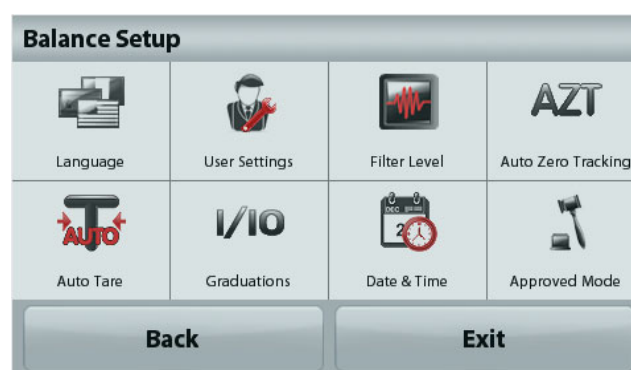 Balance Setup
AZT
Language
User Settings
Filter Level
Auto Zero Tracking
AUTO
I/IO
DEC
2
Auto Tare
Graduations
Date & Time
Approved Mode
Back
Exit